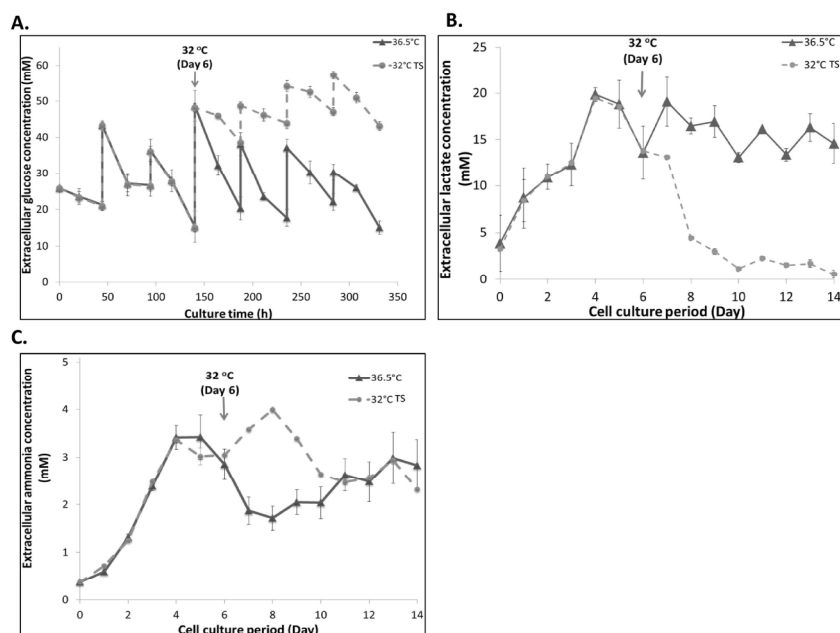 A.
32 °C
(Day 6)
36.5°C
32°C TS
Extracellular glucose concentration (mM)
60
50
40
30
20
10
0
0 50 100 150 200 250 300 350
Culture time (h)
B.
32 °C
(Day 6)
36.5°C
32°C TS
Extracellular lactate concentration
(mM)
25
20
15
10
5
0
0 2 4 6 8 10 12 14
Cell culture period (Day)
C.
32 °C
(Day 6)
36.5°C
32°C TS
Extracellular ammonia concentration
(mM)
5
4
3
2
1
0
0 2 4 6 8 10 12 14
Cell culture period (Day)